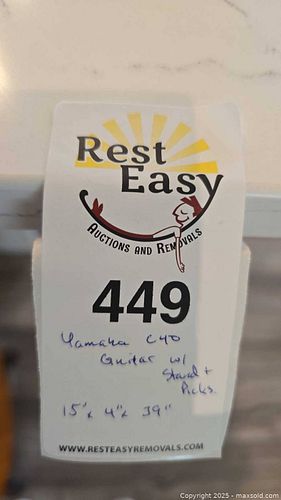 Rest
Easy
AUCTIONS AND REMOVALS
449
Yamaha C40
Guitar w/
Stand +
Picks.
15" x 4" x 39"
WWW.RESTEASYREMOVALS.COM
Copyright © 2025 - maxsold.com